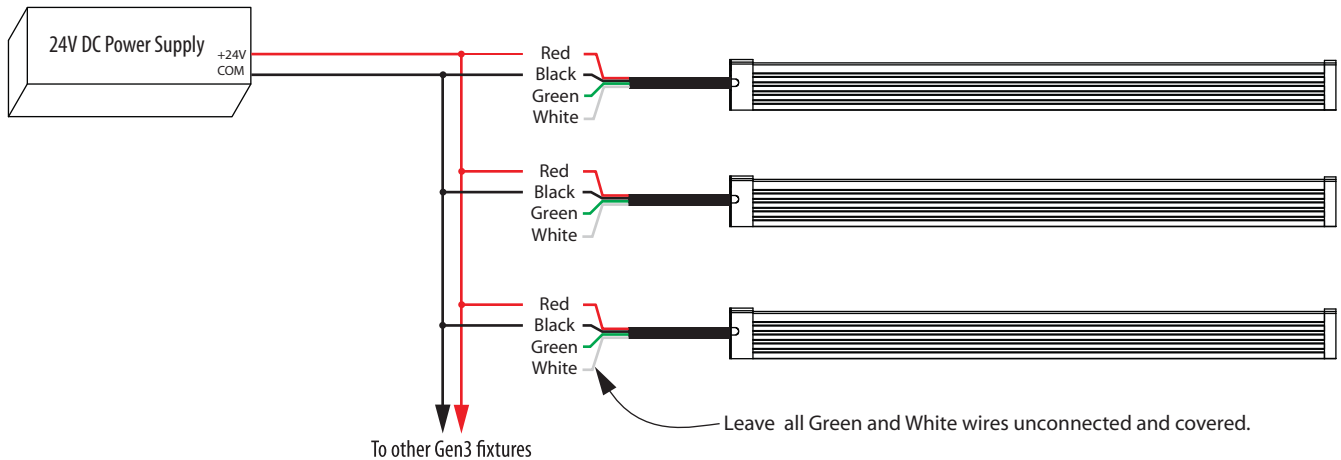 24V DC Power Supply
+24V
COM
Red
Black
Green
White
Red
Black
Green
White
Red
Black
Green
White
Leave all Green and White wires unconnected and covered.
To other Gen3 fixtures